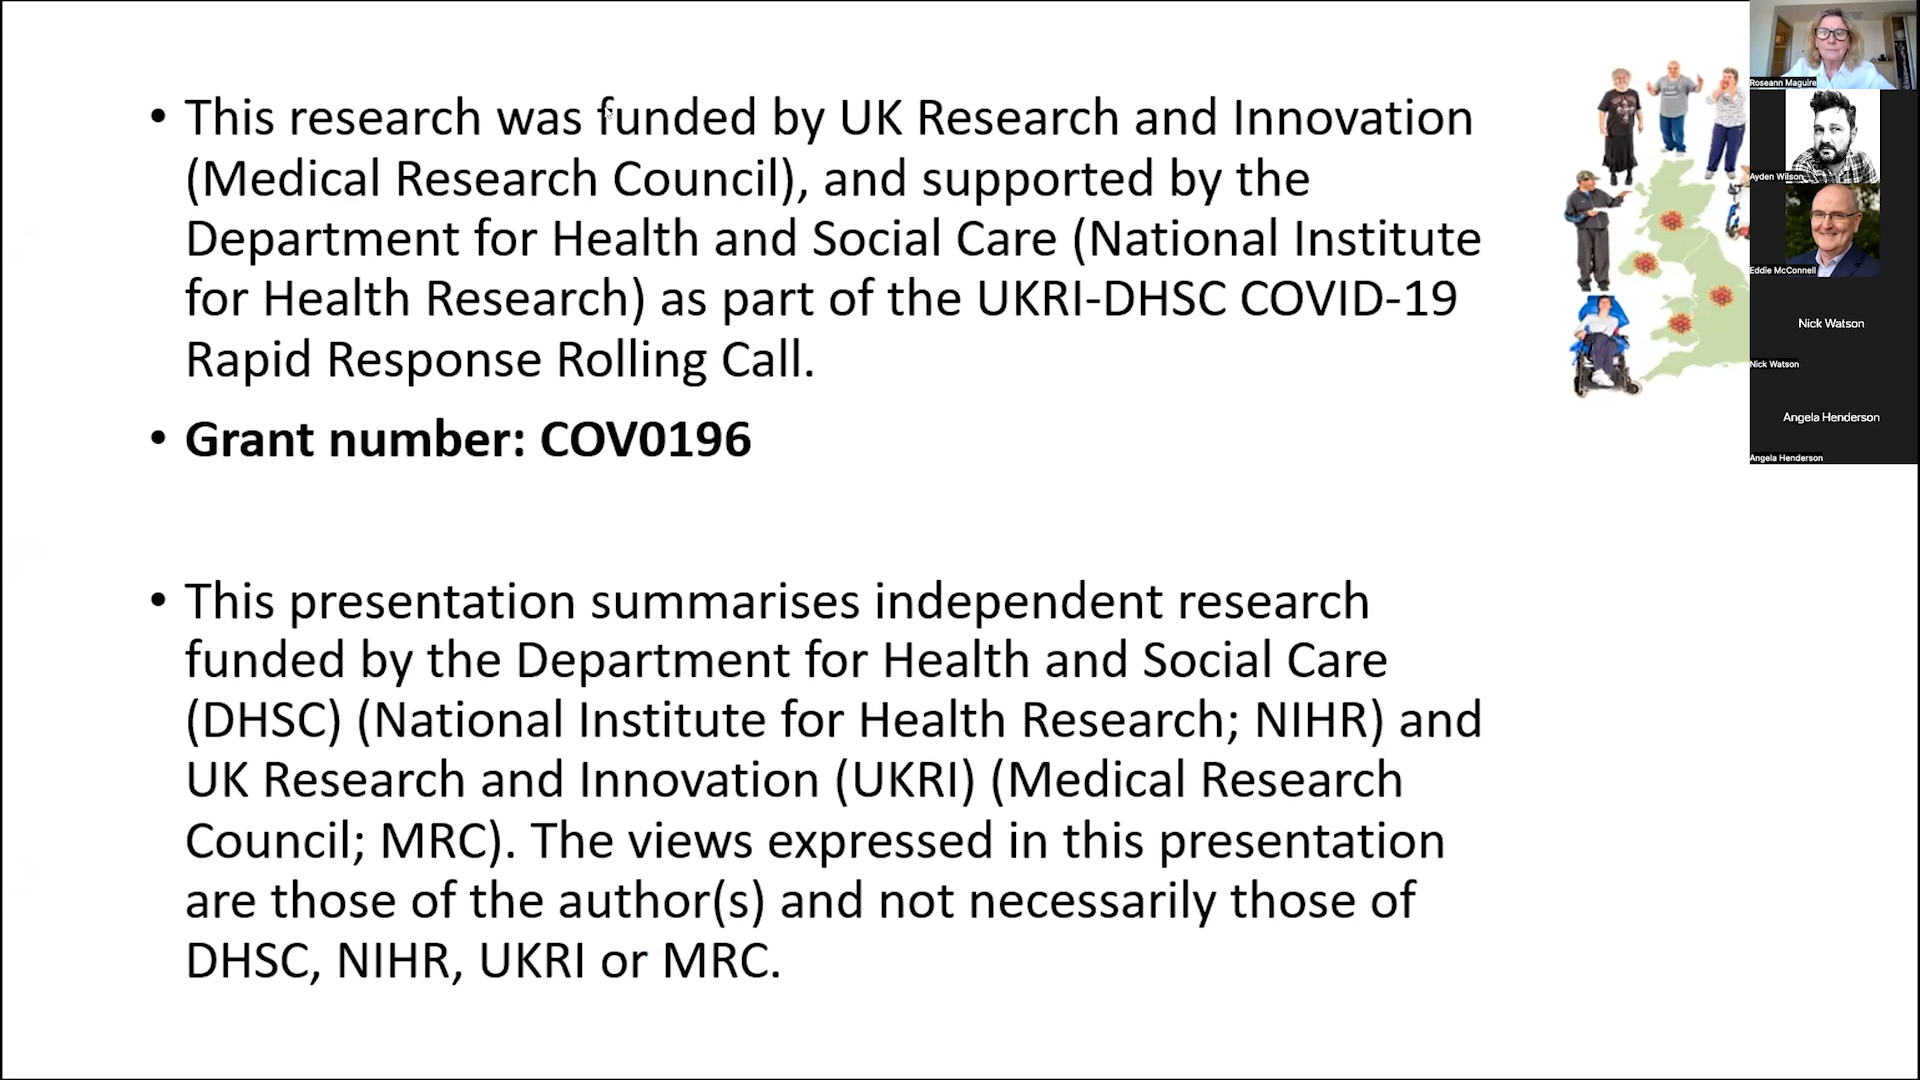 • This research was funded by UK Research and Innovation
(Medical Research Council), and supported by the
Department for Health and Social Care (National Institute
for Health Research) as part of the UKRI-DHSC COVID-19
Rapid Response Rolling Call.
• Grant number: COV0196
• This presentation summarises independent research
funded by the Department for Health and Social Care
(DHSC) (National Institute for Health Research; NIHR) and
UK Research and Innovation (UKRI) (Medical Research
Council; MRC). The views expressed in this presentation
are those of the author(s) and not necessarily those of
DHSC, NIHR, UKRI or MRC.
Roseann Maguire
Ayden Wilson
Eddie McConnell
Nick Watson
Nick Watson
Angela Henderson
Angela Henderson